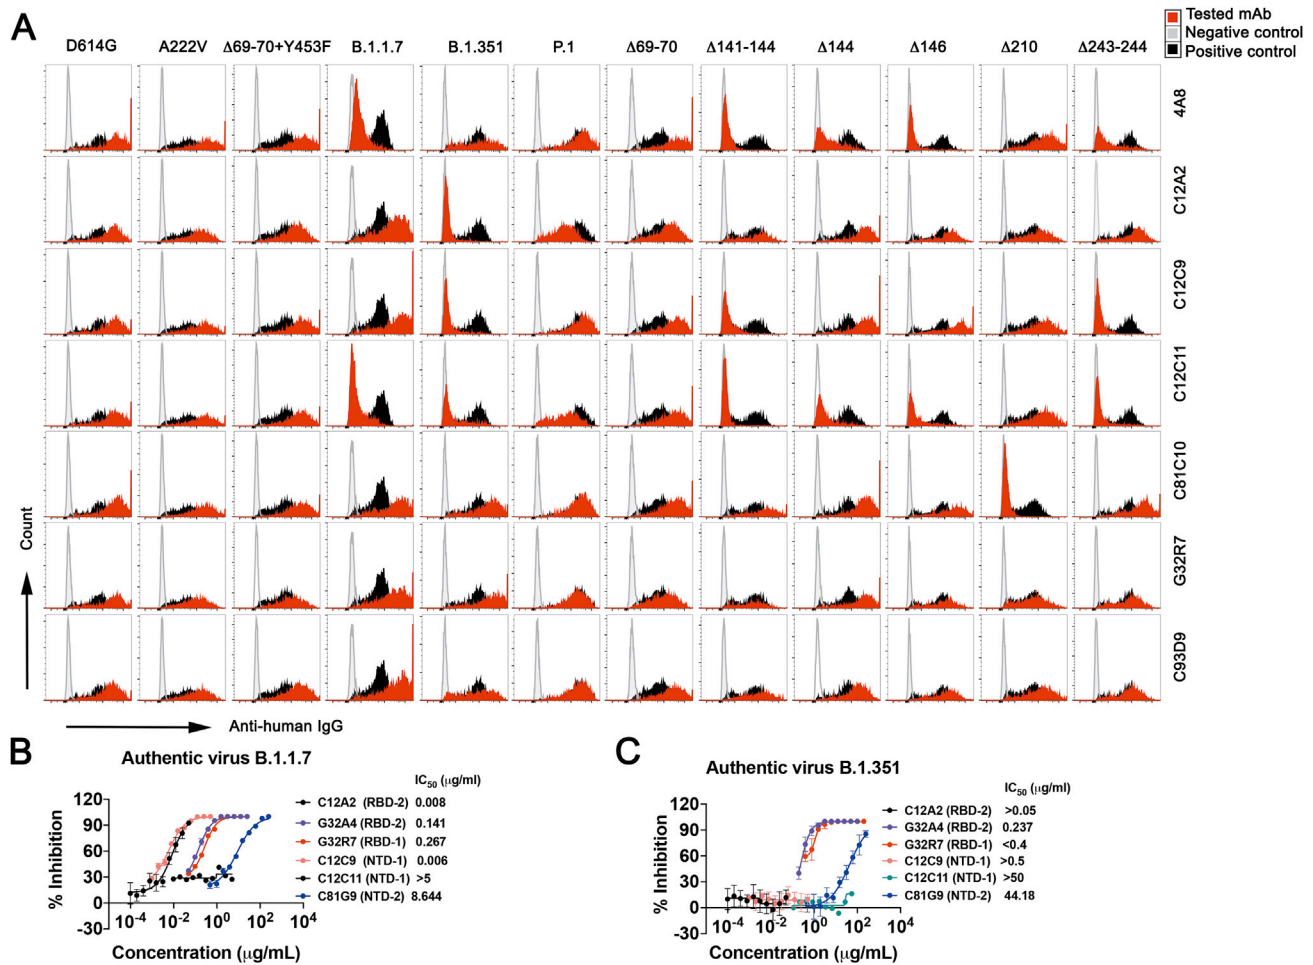 A
Tested mAb
Negative control
Positive control
D614G A222V Δ69-70+Y453F B.1.1.7 B.1.351 P.1 Δ69-70 Δ141-144 Δ144 Δ146 Δ210 Δ243-244
4A8
C12A2
C12C9
C12C11
C81C10
G32R7
C93D9
Count
Anti-human IgG
B
Authentic virus B.1.1.7
IC50 (μg/ml)
C12A2 (RBD-2) 0.008
G32A4 (RBD-2) 0.141
G32R7 (RBD-1) 0.267
C12C9 (NTD-1) 0.006
C12C11 (NTD-1) >5
C81G9 (NTD-2) 8.644
% Inhibition
120
90
60
30
0
-30
10-4 10-2 100 102 104
Concentration (μg/mL)
C
Authentic virus B.1.351
IC50 (μg/ml)
C12A2 (RBD-2) >0.05
G32A4 (RBD-2) 0.237
G32R7 (RBD-1) <0.4
C12C9 (NTD-1) >0.5
C12C11 (NTD-1) >50
C81G9 (NTD-2) 44.18
% Inhibition
120
90
60
30
0
-30
10-4 10-2 100 102 104
Concentration (μg/mL)